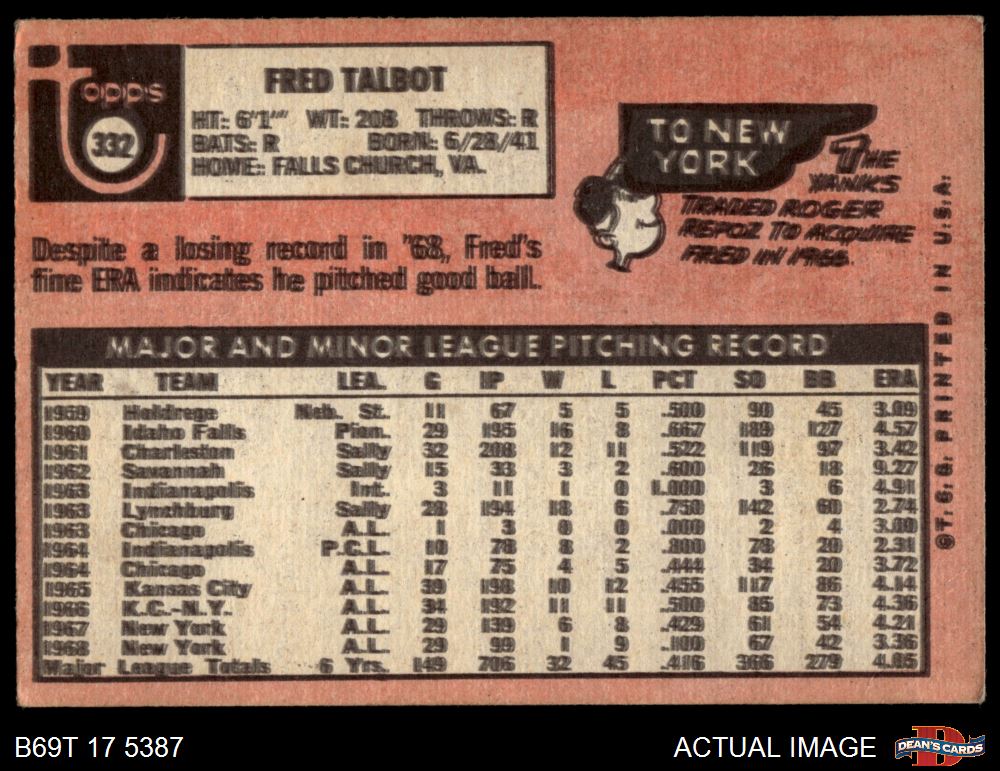 Topps
332
FRED TALBOT
HT: 6'1" WT: 208 THROWS: R
BATS: R BORN: 6/28/41
HOME: FALLS CHURCH, VA.
TO NEW
YORK
THE
YANKS
TRADED ROGER
REPOZ TO ACQUIRE
FRED IN 1966.
Despite a losing record in '68, Fred's
fine ERA indicates he pitched good ball.
MAJOR AND MINOR LEAGUE PITCHING RECORD
YEAR TEAM LEA. G IP W L PCT SO BB ERA
1959 Holdrege Neb. St. 11 67 5 5 .500 90 45 3.09
1960 Idaho Falls Pion. 29 195 16 8 .667 189 127 4.57
1961 Charleston Sally 32 208 12 11 .522 119 97 3.42
1962 Savannah Sally 15 33 3 2 .600 26 18 9.27
1963 Indianapolis Int. 3 11 1 0 1.000 3 6 4.91
1963 Lynchburg Sally 28 194 18 6 .750 142 60 2.74
1963 Chicago A.L. 1 3 0 0 .000 2 4 3.00
1964 Indianapolis P.C.L. 10 78 8 2 .800 78 20 2.31
1964 Chicago A.L. 17 75 4 5 .444 34 20 3.72
1965 Kansas City A.L. 39 198 10 12 .455 117 86 4.14
1966 K.C.-N.Y. A.L. 34 192 11 11 .500 85 73 4.36
1967 New York A.L. 29 139 6 8 .429 61 54 4.21
1968 New York A.L. 29 99 1 9 .100 67 42 3.36
Major League Totals 6 Yrs. 149 706 32 45 .416 366 279 4.05
©T.C.G. PRINTED IN U.S.A.
B69T 17 5387
ACTUAL IMAGE
DEAN'S CARDS